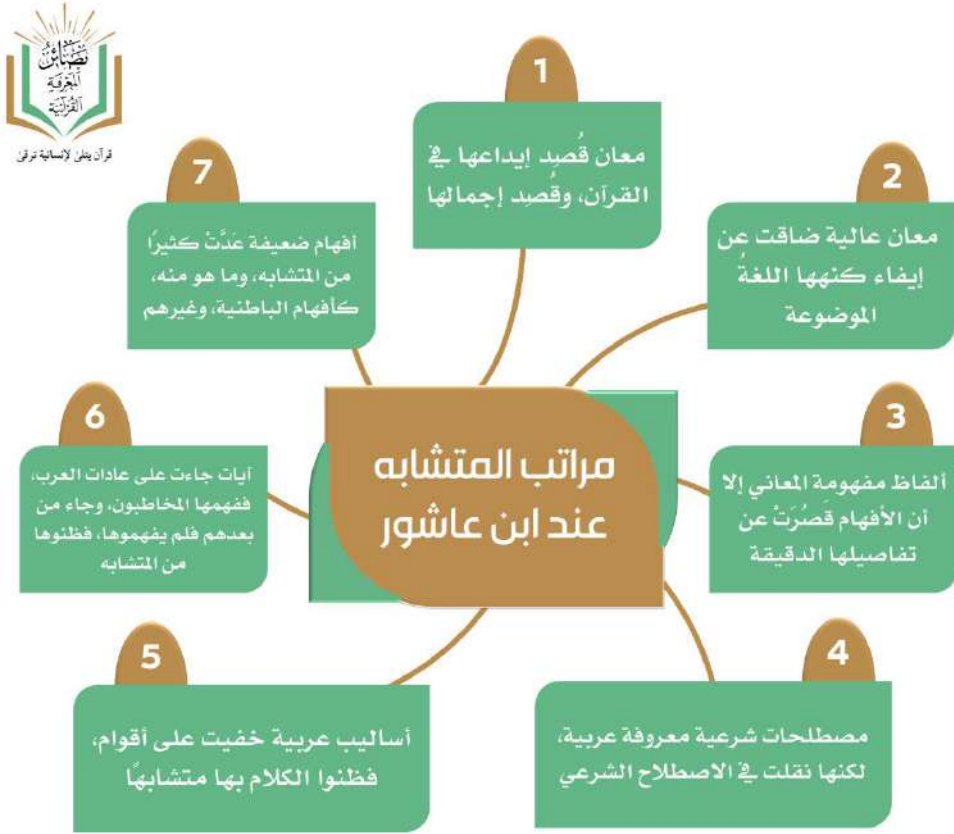 بصائر
المعرفة
القرآنية
قرآن يتلى لإنسانية ترقى
مراتب المتشابه
عند ابن عاشور
1
معان قُصِد إيداعها في
القرآن، وقُصِد إجمالها
2
معان عالية ضاقت عن
إيفاء كنهها اللغةُ
الموضوعة
3
ألفاظ مفهومة المعاني إلا
أن الأفهام قَصُرَتْ عن
تفاصيلها الدقيقة
4
مصطلحات شرعية معروفة عربية،
لكنها نقلت في الاصطلاح الشرعي
5
أساليب عربية خفيت على أقوام،
فظنوا الكلام بها متشابهًا
6
آيات جاءت على عادات العرب،
ففهمها المخاطبون، وجاء من
بعدهم فلم يفهموها، فظنوها
من المتشابه
7
أفهام ضعيفة عَدَّتْ كثيرًا
من المتشابه، وما هو منه،
كأفهام الباطنية، وغيرهم